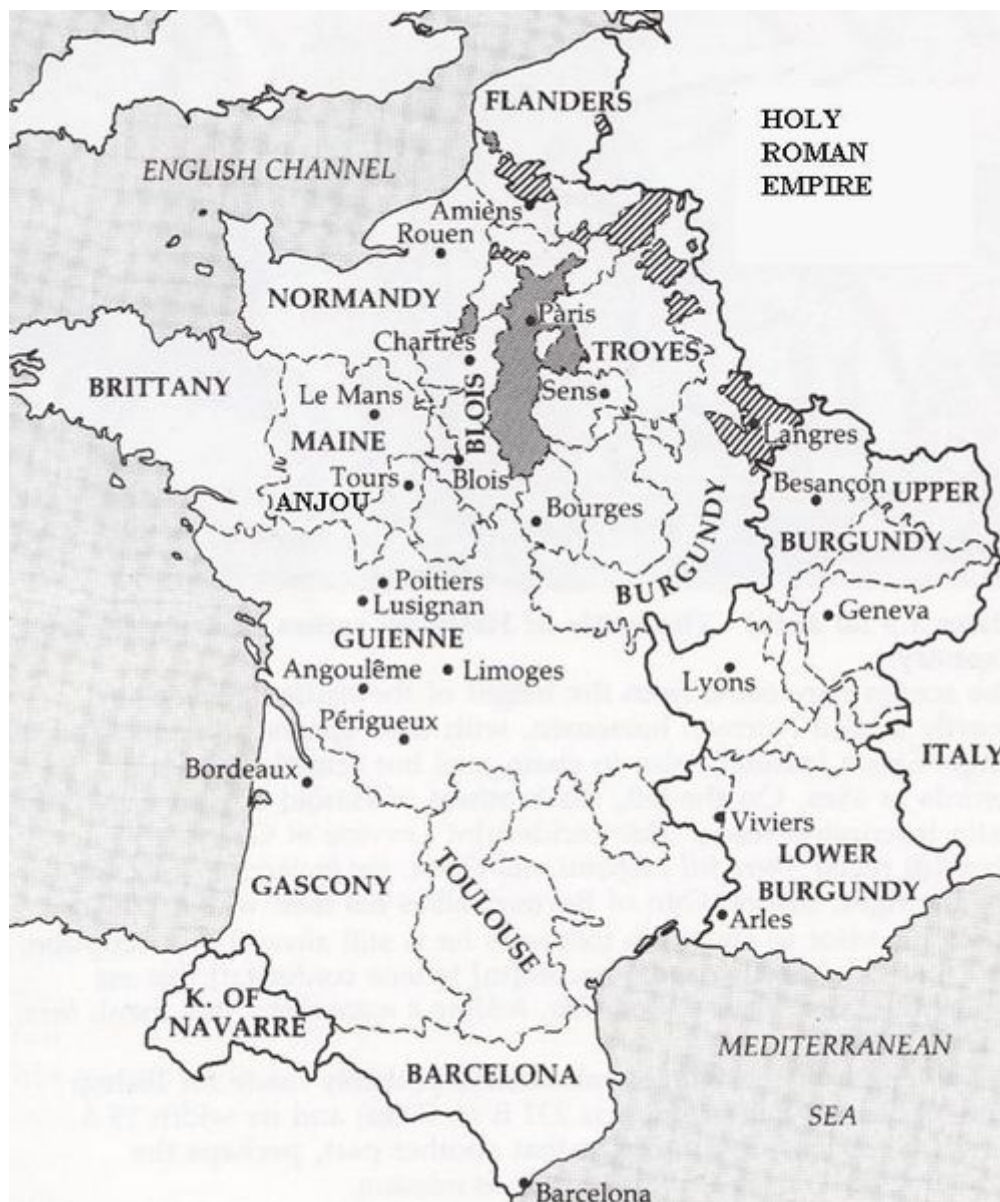 FLANDERS
HOLY
ROMAN
EMPIRE
ENGLISH CHANNEL
Amiens
Rouen
NORMANDY
Paris
Chartres
TROYES
BRITTANY
Le Mans
Sens
BLOIS
MAINE
Langres
Tours
Blois
Besançon
UPPER
ANJOU
Bourges
BURGUNDY
BURGUNDY
Poitiers
Lusignan
Geneva
GUIENNE
Angoulême
Limoges
Lyons
Périgueux
ITALY
Bordeaux
Viviers
LOWER
BURGUNDY
TOULOUSE
GASCONY
Arles
K. OF
NAVARRE
MEDITERRANEAN
SEA
BARCELONA
Barcelona